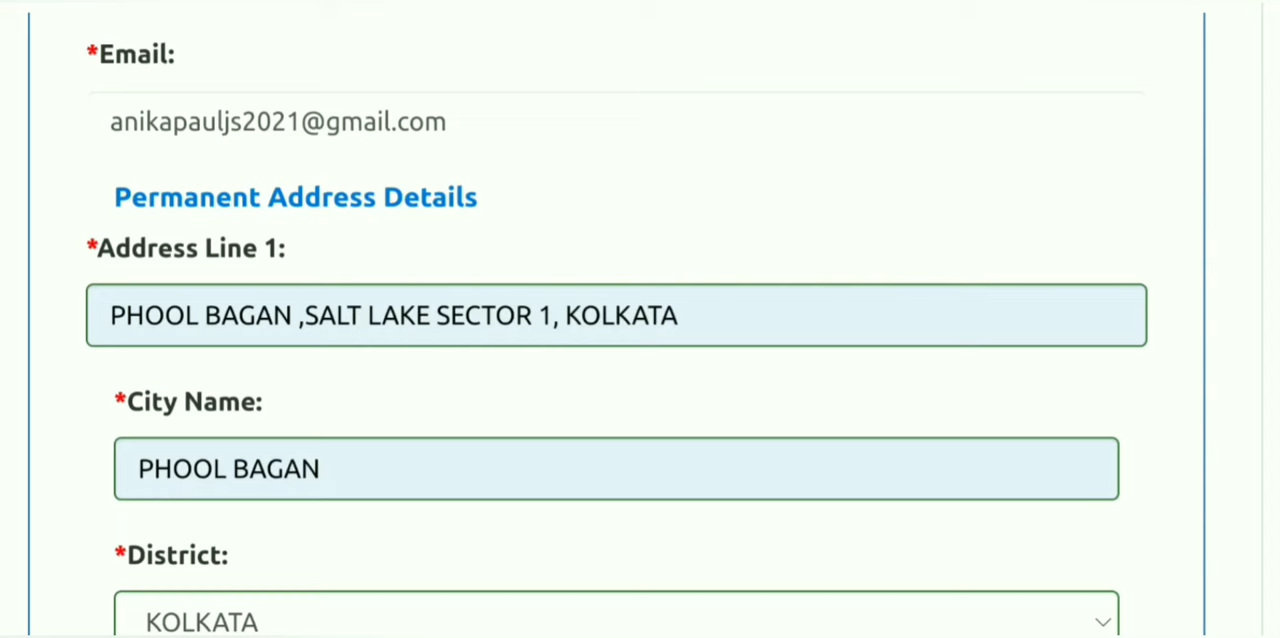 *Email:
anikapauljs2021@gmail.com
Permanent Address Details
*Address Line 1:
PHOOL BAGAN ,SALT LAKE SECTOR 1, KOLKATA
*City Name:
PHOOL BAGAN
*District:
KOLKATA